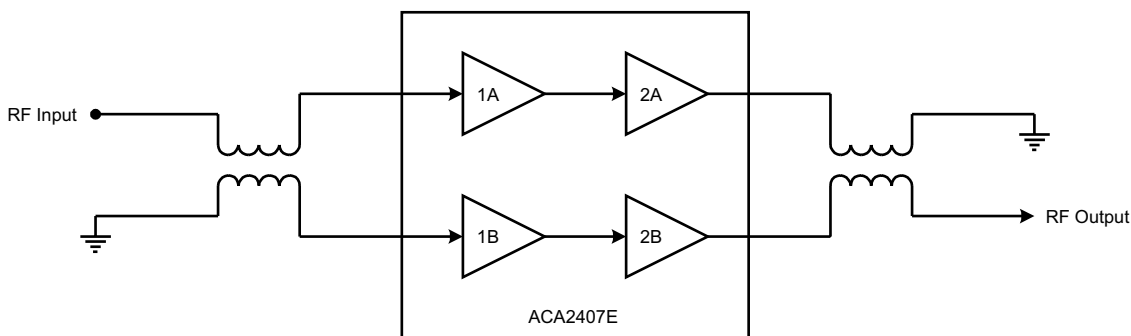 RF Input
1A
2A
1B
2B
RF Output
ACA2407E